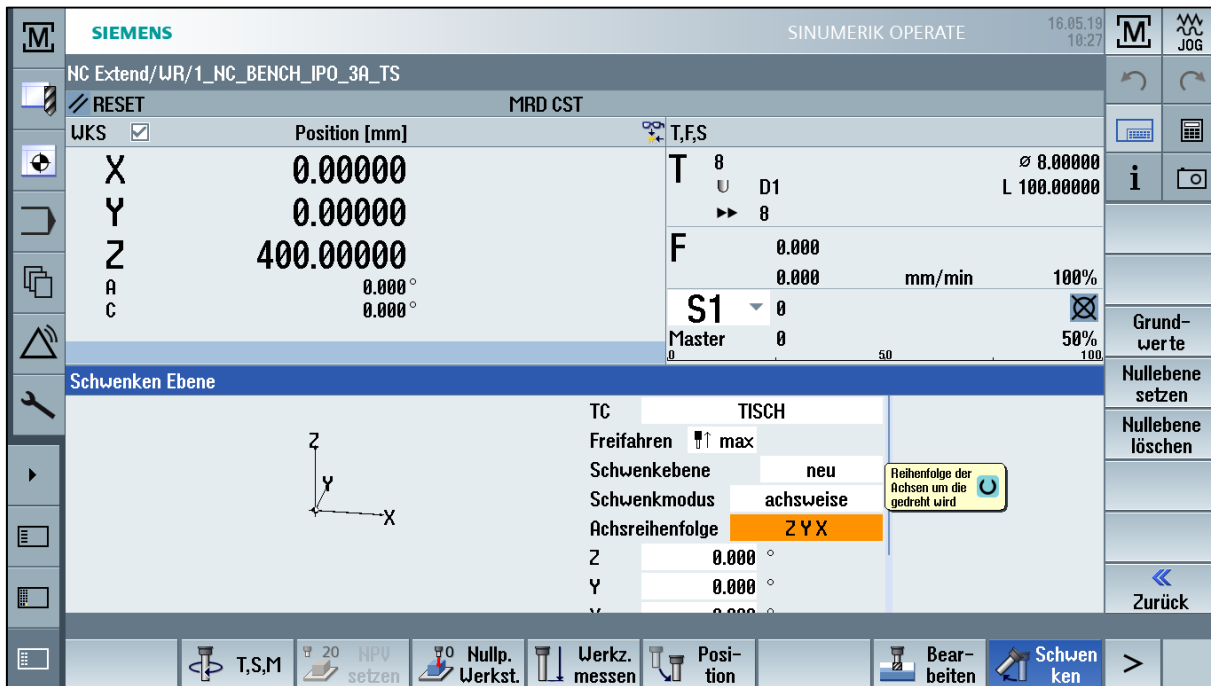 SIEMENS
SINUMERIK OPERATE
16.05.19
10:27
M
M
JOG
NC Extend/WR/1_NC_BENCH_IPO_3A_TS
RESET
MRD CST
WKS
Position [mm]
T,F,S
X 0.00000
Y 0.00000
Z 400.00000
A 0.000 °
C 0.000 °
T 8 ø 8.00000
D1 L 100.00000
8
F 0.000
0.000 mm/min 100%
S1 0
Master 0 50%
0 50 100
i
Grund-
werte
Nullebene
setzen
Nullebene
löschen
Zurück
Schwenken Ebene
Z
Y
X
TC TISCH
Freifahren max
Schwenkebene neu
Schwenkmodus achsweise
Achsreihenfolge Z Y X
Z 0.000 °
Y 0.000 °
Reihenfolge der
Achsen um die
gedreht wird
T,S,M
20 NPV
setzen
0 Nullp.
Werkst.
Werkz.
messen
Posi-
tion
Bear-
beiten
Schwen
ken
>